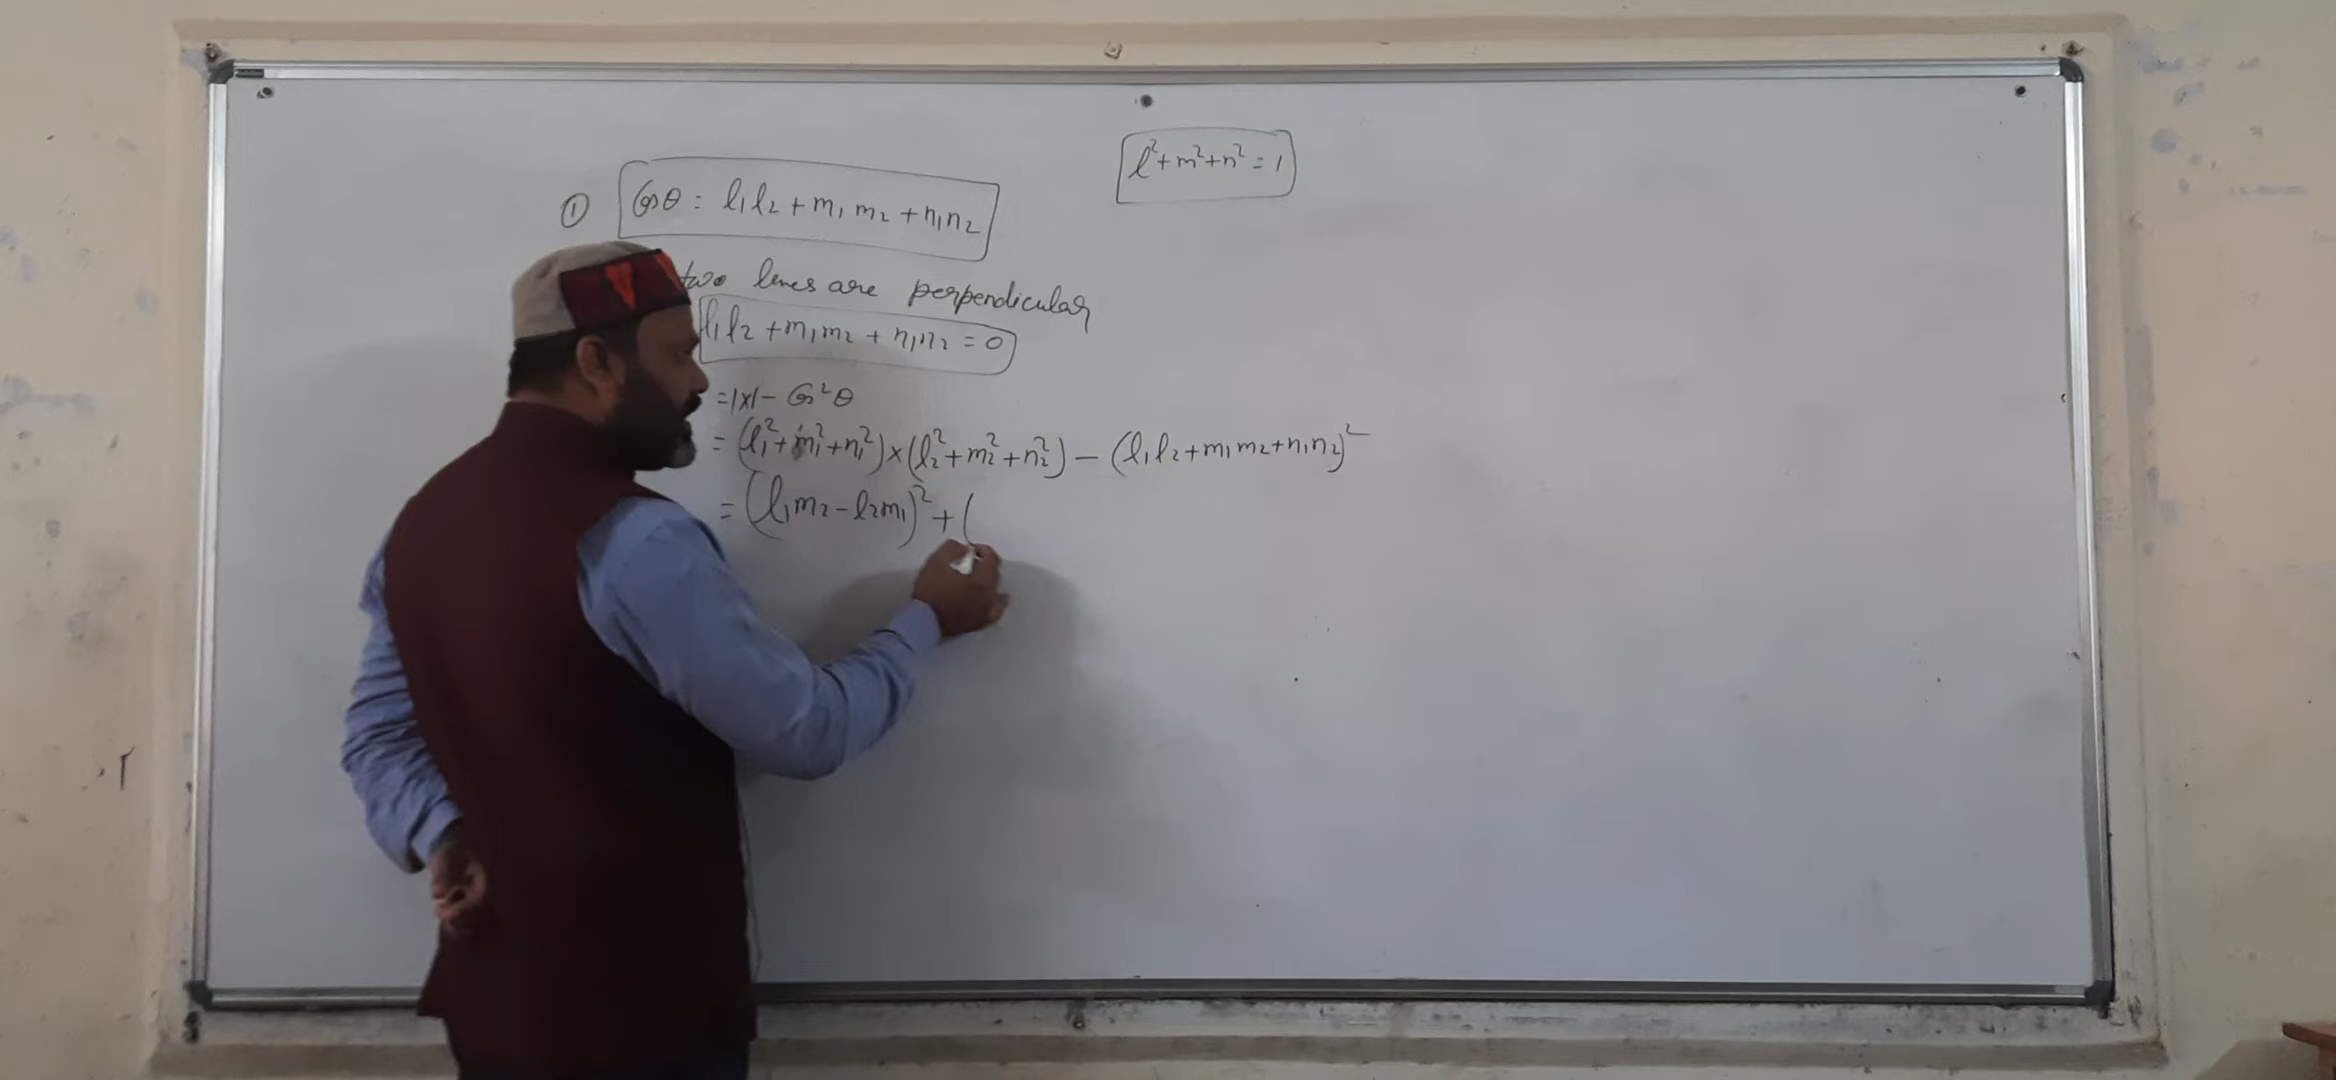 l² + m² + n² = 1
① Cosθ = l₁l₂ + m₁m₂ + n₁n₂
two lines are perpendicular
l₁l₂ + m₁m₂ + n₁n₂ = 0
= 1×1 - Cos²θ
= (l₁² + m₁² + n₁²) × (l₂² + m₂² + n₂²) - (l₁l₂ + m₁m₂ + n₁n₂)²
= (l₁m₂ - l₂m₁)² + (